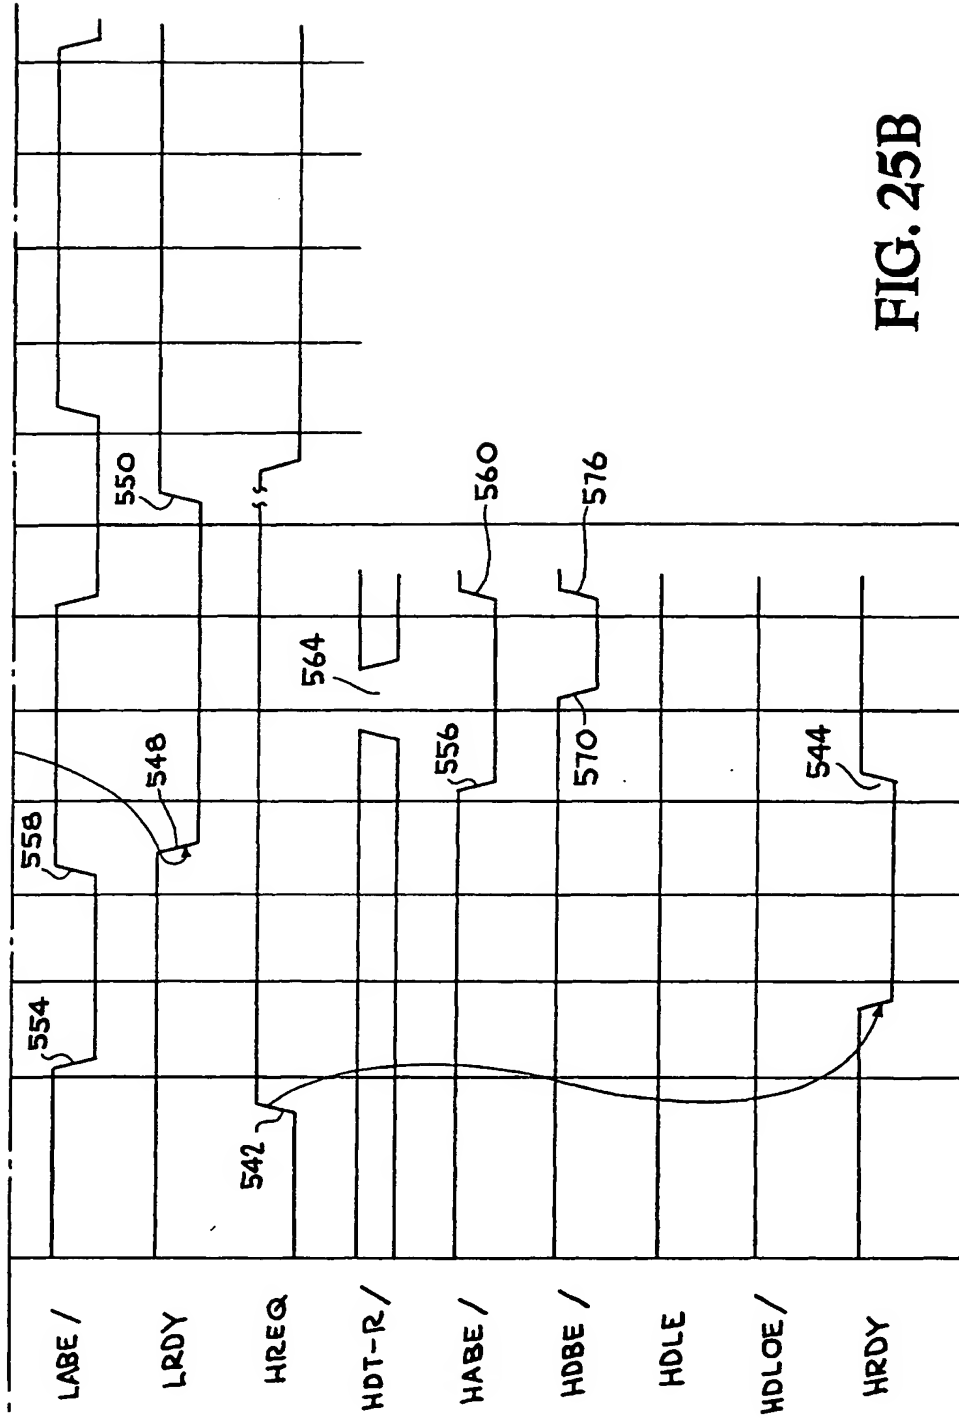 LABE /
554
558
LRDY
548
550
HREQ
542
HDT-R /
564
HABE /
556
560
HDBE /
570
576
HDLE
HDLOE /
HRDY
544
FIG. 25B